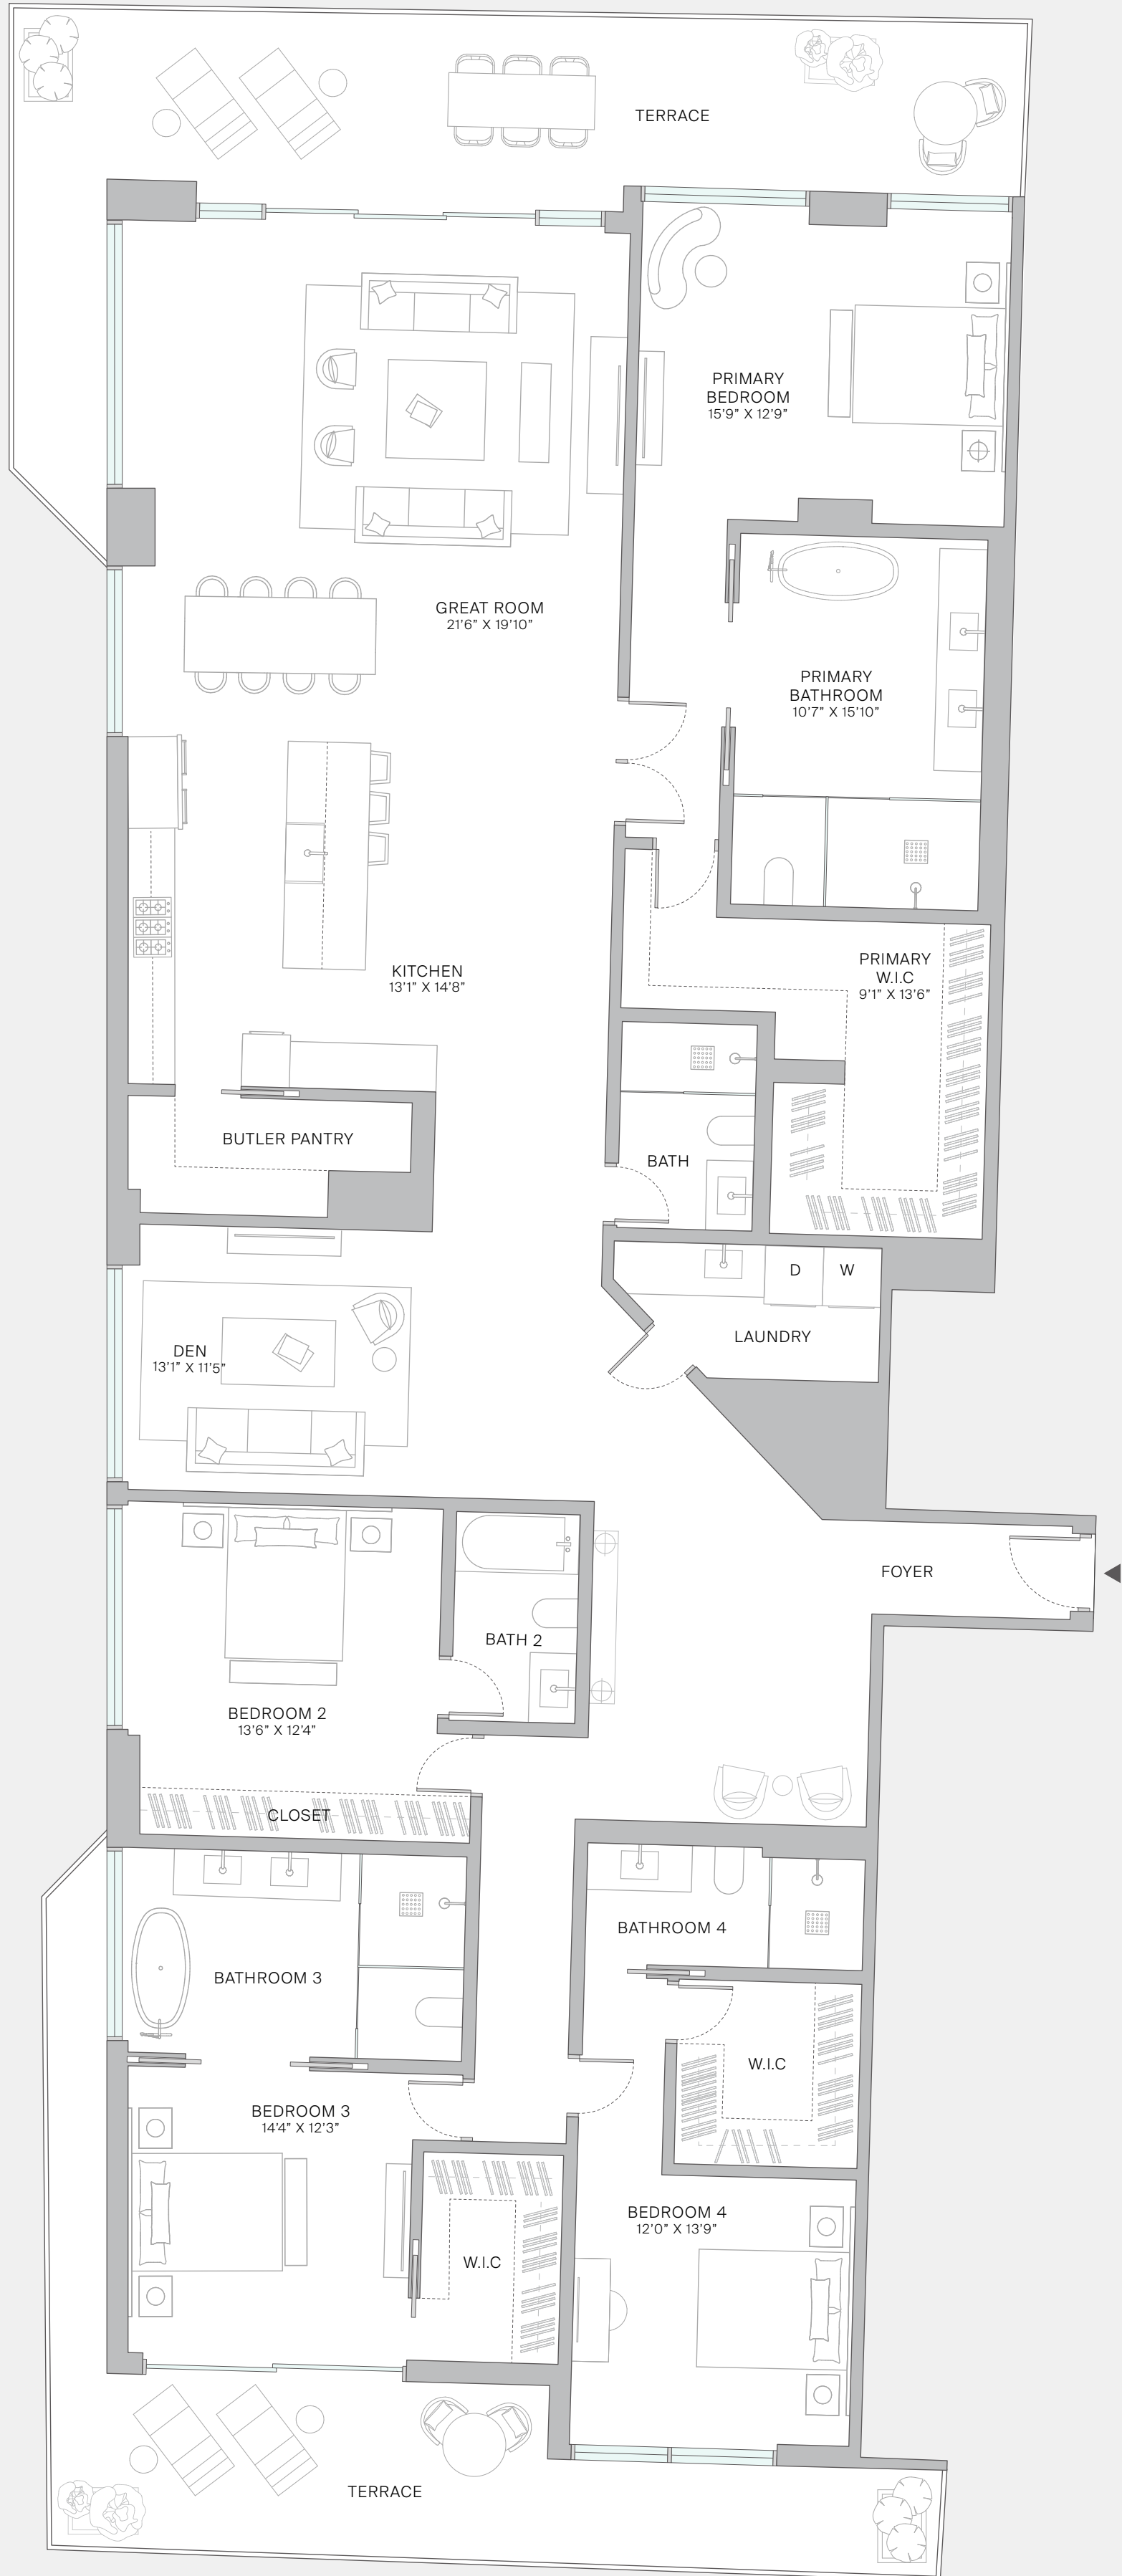 TERRACE
PRIMARY
BEDROOM
15’9” X 12’9”
GREAT ROOM
21’6” X 19’10”
PRIMARY
BATHROOM
10’7” X 15’10”
KITCHEN
13’1” X 14’8”
PRIMARY
W.I.C
9’1” X 13’6”
BUTLER PANTRY
BATH
D
W
LAUNDRY
DEN
13’1” X 11’5”
FOYER
BATH 2
BEDROOM 2
13’6” X 12’4”
CLOSET
BATHROOM 4
BATHROOM 3
W.I.C
BEDROOM 3
14’4” X 12’3”
BEDROOM 4
12’0” X 13’9”
W.I.C
TERRACE